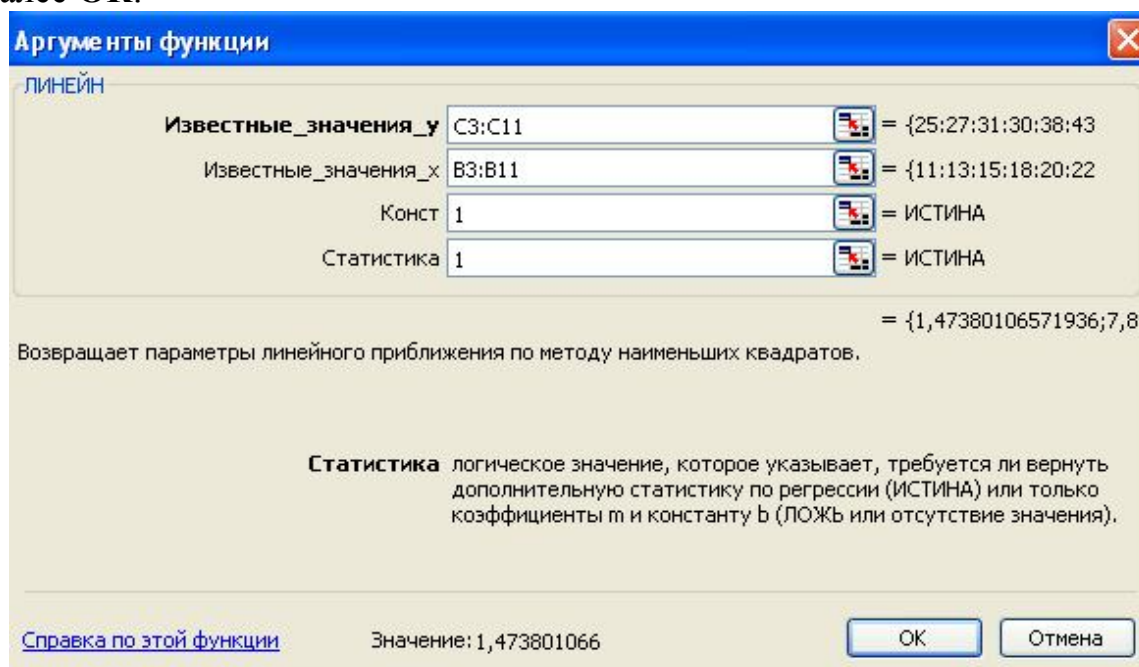 OK.
Аргументы функции
ЛИНЕЙН
Известные_значения_y C3:C11 = {25:27:31:30:38:43
Известные_значения_x B3:B11 = {11:13:15:18:20:22
Конст 1 = ИСТИНА
Статистика 1 = ИСТИНА
= {1,47380106571936;7,8
Возвращает параметры линейного приближения по методу наименьших квадратов.
Статистика логическое значение, которое указывает, требуется ли вернуть
дополнительную статистику по регрессии (ИСТИНА) или только
коэффициенты m и константу b (ЛОЖЬ или отсутствие значения).
Справка по этой функции Значение: 1,473801066 OK Отмена